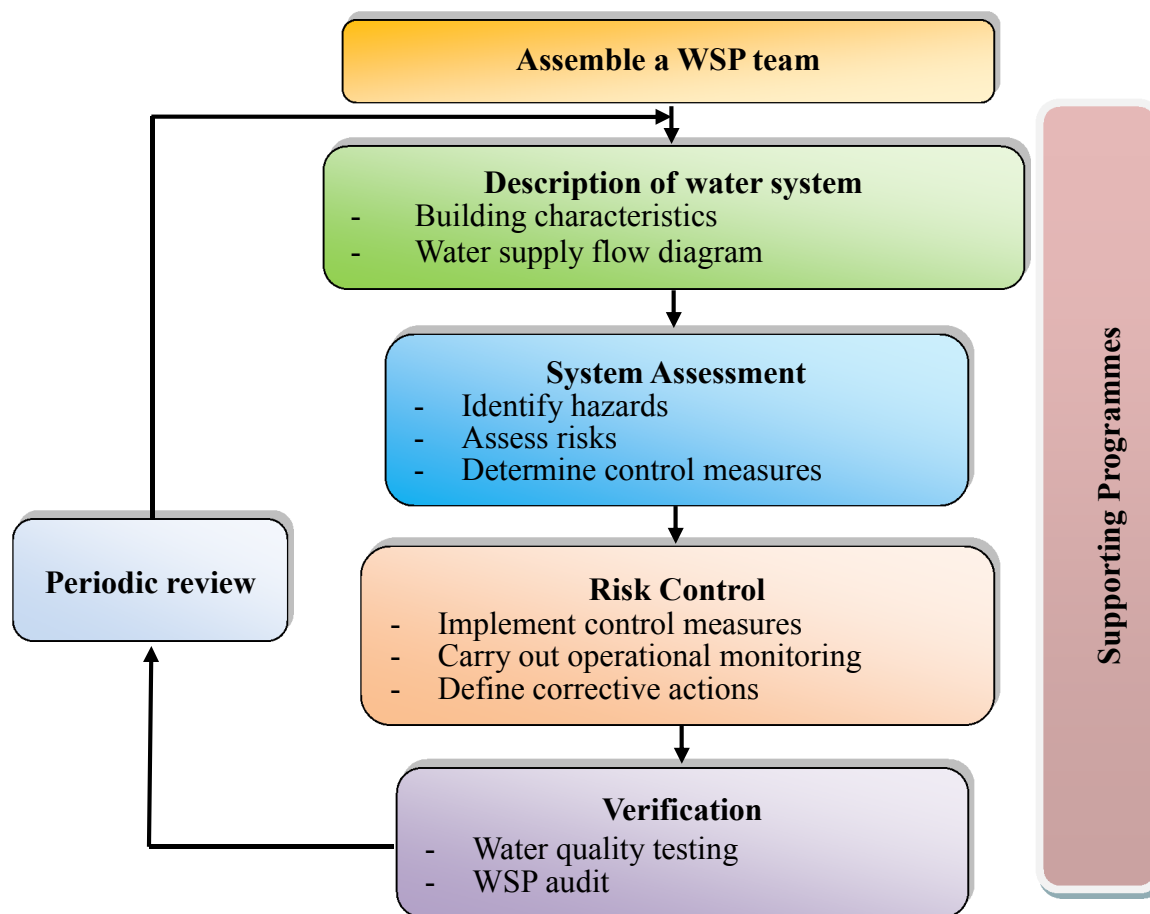 Assemble a WSP team
Description of water system
- Building characteristics
- Water supply flow diagram
System Assessment
- Identify hazards
- Assess risks
- Determine control measures
Risk Control
- Implement control measures
- Carry out operational monitoring
- Define corrective actions
Verification
- Water quality testing
- WSP audit
Periodic review
Supporting Programmes